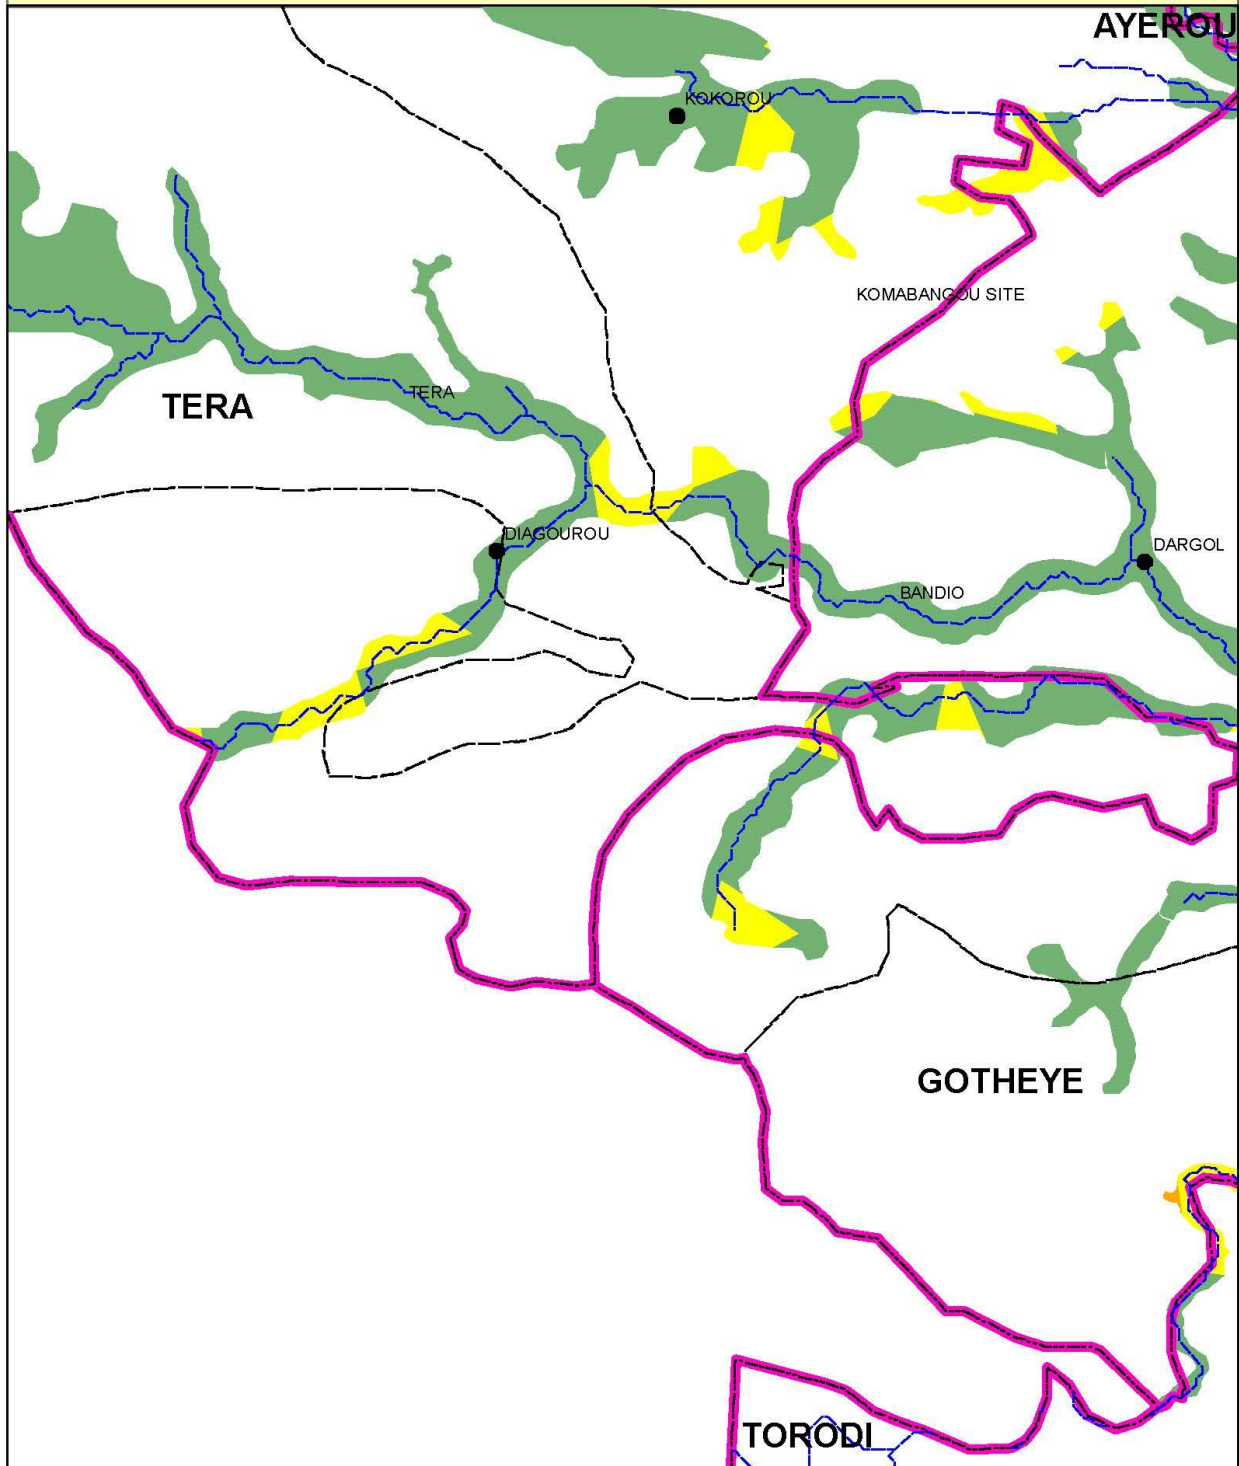 AYEROU
KOKOROU
KOMABANGOU SITE
TERA
TERA
DIAGOUROU
DARGOL
BANDIO
GOTHEYE
TORODI